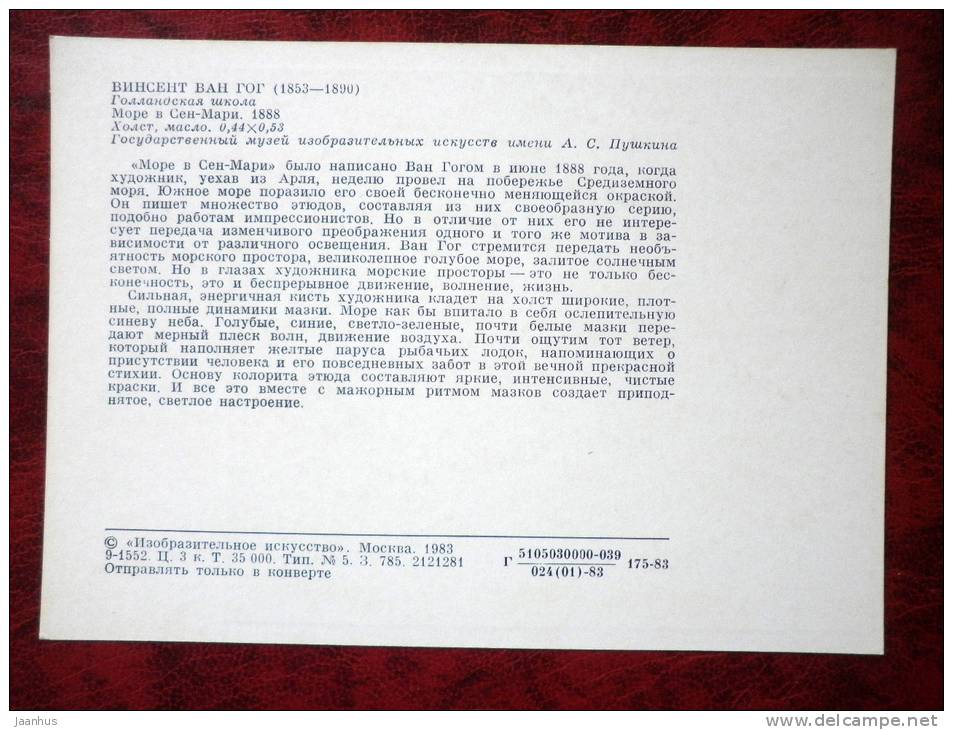 ВИНСЕНТ ВАН ГОГ (1853—1890)
Голландская школа
Море в Сен-Мари. 1888
Холст, масло. 0,44×0,53
Государственный музей изобразительных искусств имени А. С. Пушкина
«Море в Сен-Мари» было написано Ван Гогом в июне 1888 года, когда
художник, уехав из Арля, неделю провел на побережье Средиземного
моря. Южное море поразило его своей бесконечно меняющейся окраской.
Он пишет множество этюдов, составляя из них своеобразную серию,
подобно работам импрессионистов. Но в отличие от них его не интере-
сует передача изменчивого преображения одного и того же мотива в за-
висимости от различного освещения. Ван Гог стремится передать необъ-
ятность морского простора, великолепное голубое море, залитое солнечным
светом. Но в глазах художника морские просторы — это не только бес-
конечность, это и беспрерывное движение, волнение, жизнь.
Сильная, энергичная кисть художника кладет на холст широкие, плот-
ные, полные динамики мазки. Море как бы впитало в себя ослепительную
синеву неба. Голубые, синие, светло-зеленые, почти белые мазки пере-
дают мерный плеск волн, движение воздуха. Почти ощутим тот ветер,
который наполняет желтые паруса рыбачьих лодок, напоминающих о
присутствии человека и его повседневных забот в этой вечной прекрасной
стихии. Основу колорита этюда составляют яркие, интенсивные, чистые
краски. И все это вместе с мажорным ритмом мазков создает припод-
нятое, светлое настроение.
© «Изобразительное искусство». Москва. 1983
9-1552. Ц. 3 к. Т. 35 000. Тип. № 5. З. 785. 2121281
Отправлять только в конверте
Г 5105030000-039 175-83
024(01)-83
jaanhus
www.delcampe.net